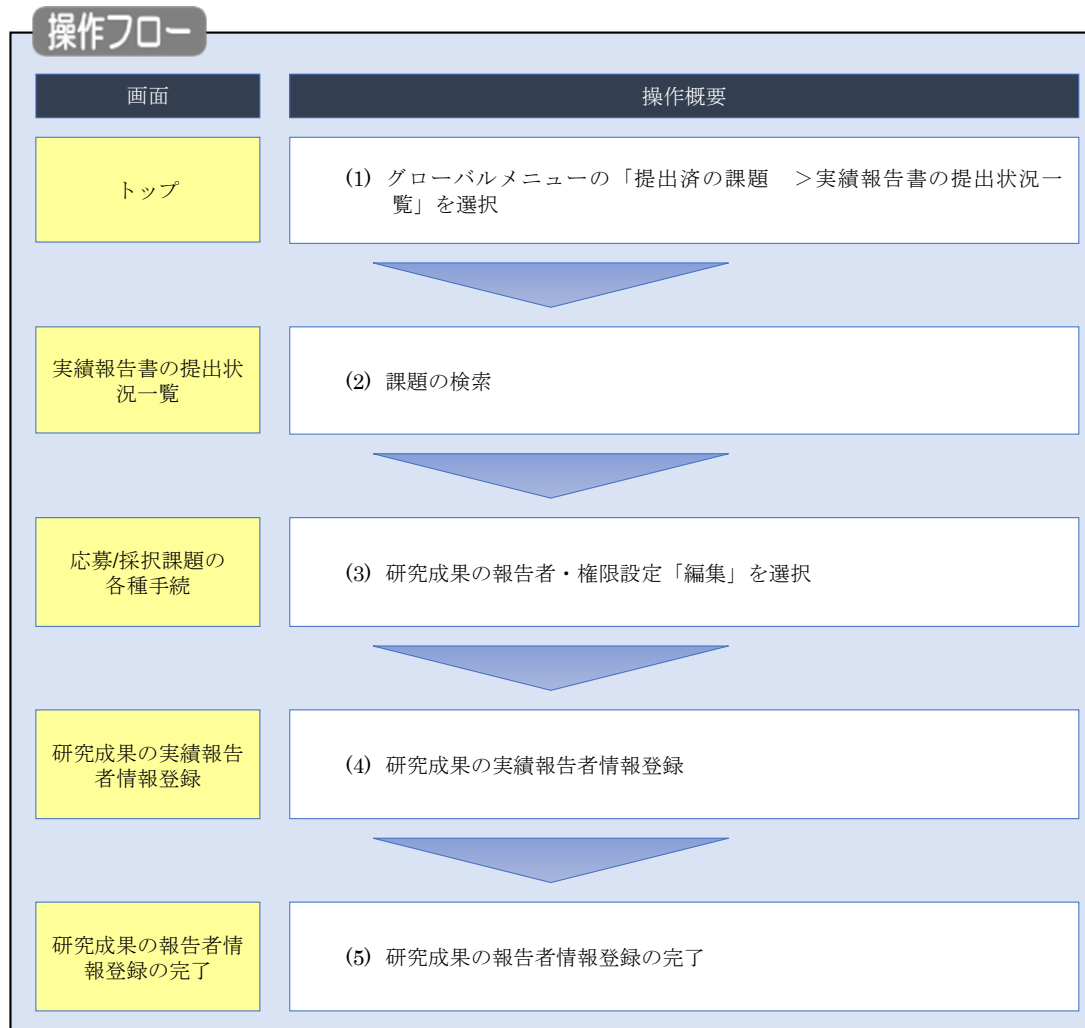 操作フロー
画面
操作概要
トップ
(1) グローバルメニューの「提出済の課題　＞実績報告書の提出状況一
覧」を選択
実績報告書の提出状
況一覧
(2) 課題の検索
応募/採択課題の
各種手続
(3) 研究成果の報告者・権限設定「編集」を選択
研究成果の実績報告
者情報登録
(4) 研究成果の実績報告者情報登録
研究成果の報告者情
報登録の完了
(5) 研究成果の報告者情報登録の完了